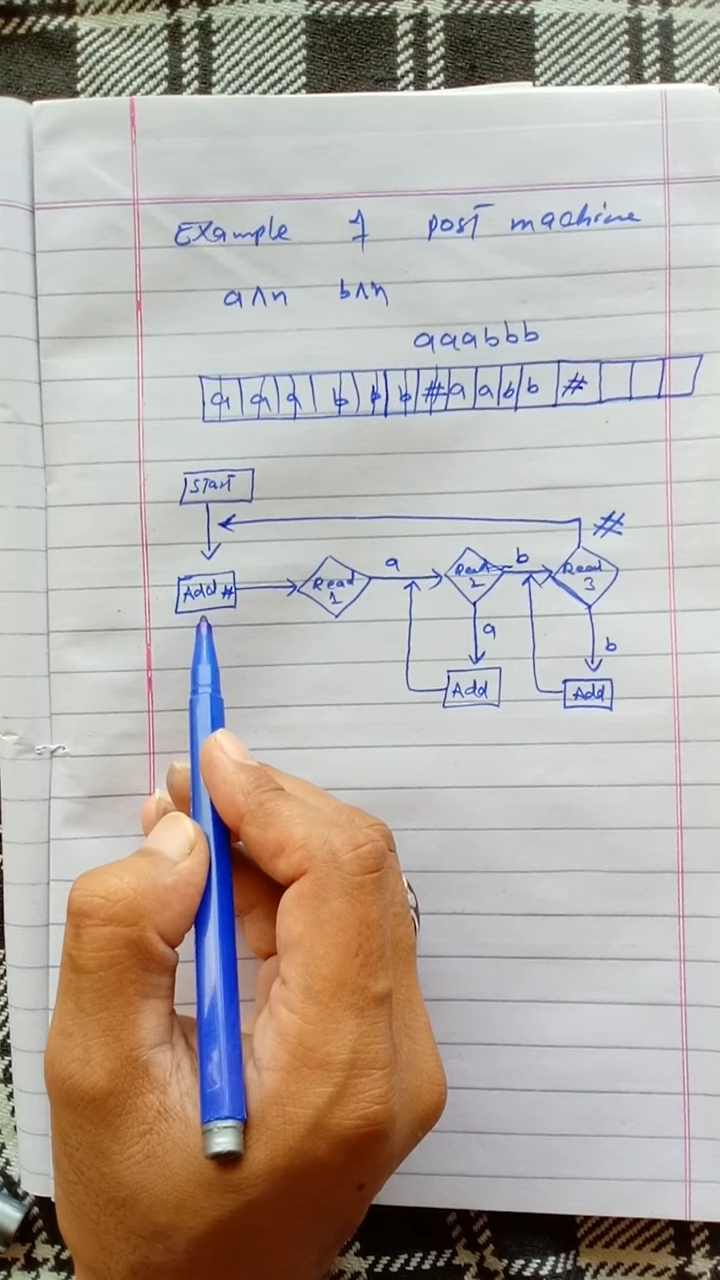 Example 7 post machine
a^n b^n
aaabbb
a a a b b b # a a b b #
Start
#
Add # Read 1 a Read 2 b Read 3
a b
Add Add